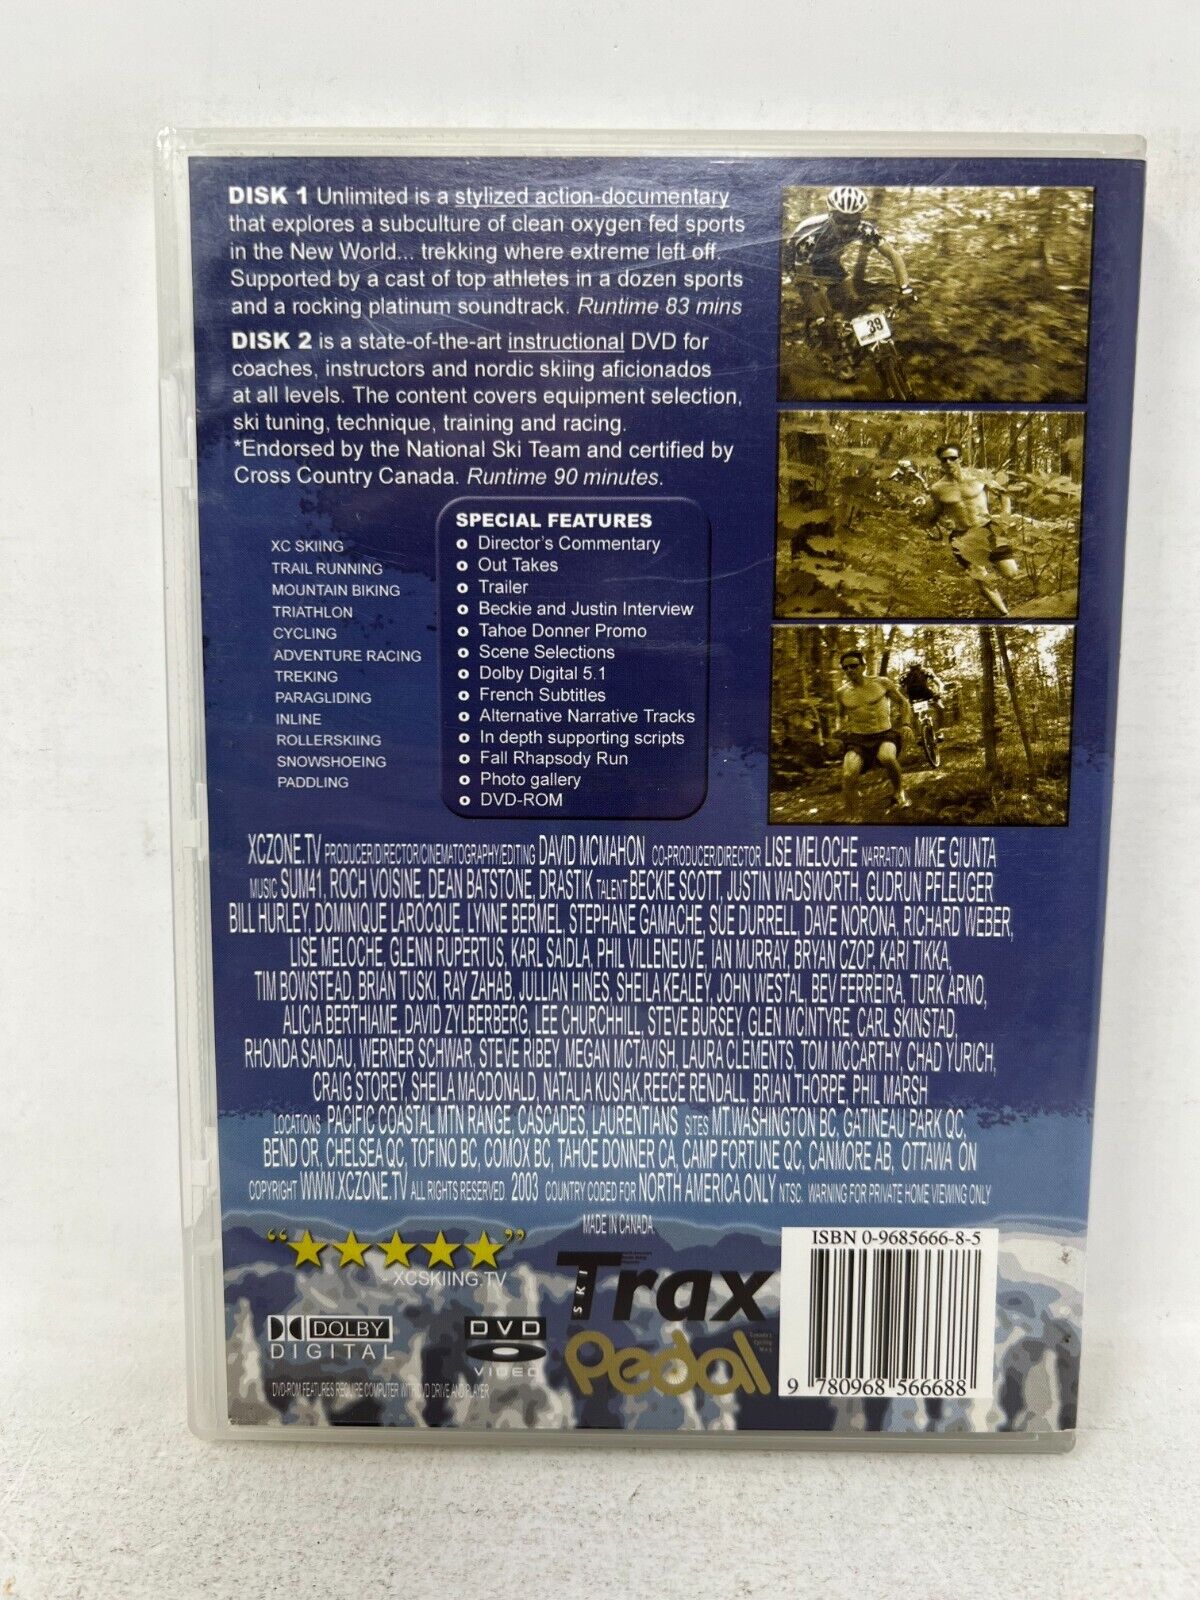 DISK 1 Unlimited is a stylized action-documentary
that explores a subculture of clean oxygen fed sports
in the New World... trekking where extreme left off.
Supported by a cast of top athletes in a dozen sports
and a rocking platinum soundtrack. Runtime 83 mins
DISK 2 is a state-of-the-art instructional DVD for
coaches, instructors and nordic skiing aficionados
at all levels. The content covers equipment selection,
ski tuning, technique, training and racing.
*Endorsed by the National Ski Team and certified by
Cross Country Canada. Runtime 90 minutes.
XC SKIING
TRAIL RUNNING
MOUNTAIN BIKING
TRIATHLON
CYCLING
ADVENTURE RACING
TREKING
PARAGLIDING
INLINE
ROLLERSKIING
SNOWSHOEING
PADDLING
SPECIAL FEATURES
o Director's Commentary
o Out Takes
o Trailer
o Beckie and Justin Interview
o Tahoe Donner Promo
o Scene Selections
o Dolby Digital 5.1
o French Subtitles
o Alternative Narrative Tracks
o In depth supporting scripts
o Fall Rhapsody Run
o Photo gallery
o DVD-ROM
39
XCZONE.TV PRODUCER/DIRECTOR/CINEMATOGRAPHY/EDITING DAVID MCMAHON CO-PRODUCER/DIRECTOR LISE MELOCHE NARRATION MIKE GIUNTA
MUSIC SUM41, ROCH VOISINE, DEAN BATSTONE, DRASTIK TALENT BECKIE SCOTT, JUSTIN WADSWORTH, GUDRUN PFLEUGER
BILL HURLEY, DOMINIQUE LAROCQUE, LYNNE BERMEL, STEPHANE GAMACHE, SUE DURRELL, DAVE NORONA, RICHARD WEBER,
LISE MELOCHE, GLENN RUPERTUS, KARL SAIDLA, PHIL VILLENEUVE, IAN MURRAY, BRYAN CZOP, KARI TIKKA,
TIM BOWSTEAD, BRIAN TUSKI, RAY ZAHAB, JULLIAN HINES, SHEILA KEALEY, JOHN WESTAL, BEV FERREIRA, TURK ARNO,
ALICIA BERTHIAME, DAVID ZYLBERBERG, LEE CHURCHHILL, STEVE BURSEY, GLEN MCINTYRE, CARL SKINSTAD,
RHONDA SANDAU, WERNER SCHWAR, STEVE RIBEY, MEGAN MCTAVISH, LAURA CLEMENTS, TOM MCCARTHY, CHAD YURICH,
CRAIG STOREY, SHEILA MACDONALD, NATALIA KUSIAK, REECE RENDALL, BRIAN THORPE, PHIL MARSH
LOCATIONS PACIFIC COASTAL MTN RANGE, CASCADES, LAURENTIANS SITES MT.WASHINGTON BC, GATINEAU PARK QC,
BEND OR, CHELSEA QC, TOFINO BC, COMOX BC, TAHOE DONNER CA, CAMP FORTUNE QC, CANMORE AB, OTTAWA ON
COPYRIGHT WWW.XCZONE.TV ALL RIGHTS RESERVED. 2003 COUNTRY CODED FOR NORTH AMERICA ONLY NTSC. WARNING FOR PRIVATE HOME VIEWING ONLY
MADE IN CANADA.
"★★★★★"
- XCSKIING.TV
SKI Trax
Pedal
ISBN 0-9685666-8-5
9 780968 566688
DOLBY
DIGITAL
DVD
VIDEO
DVD-ROM FEATURES REQUIRE COMPUTER WITH DVD DRIVE AND PLAYER